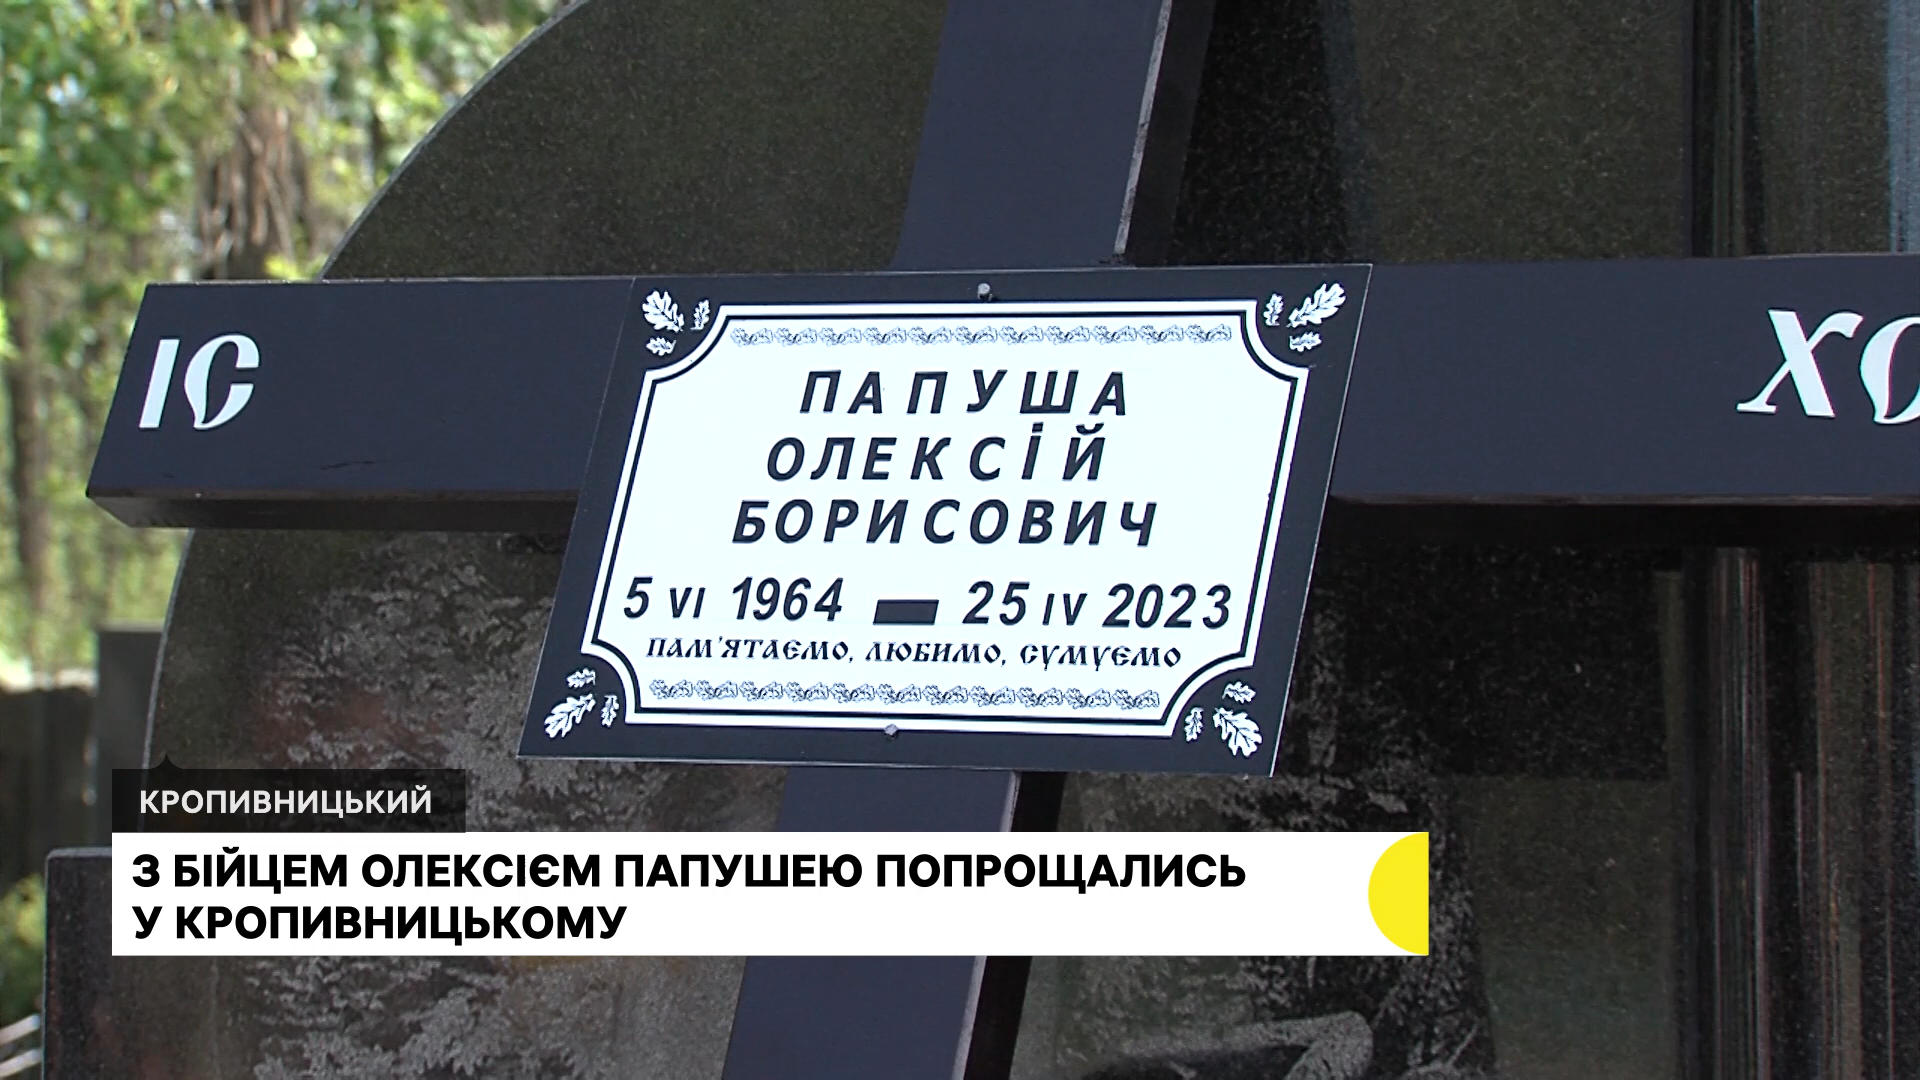 ІС
ХО
ПАПУША
ОЛЕКСІЙ
БОРИСОВИЧ
5 VI 1964 — 25 IV 2023
ПАМ'ЯТАЄМО, ЛЮБИМО, СУМУЄМО
КРОПИВНИЦЬКИЙ
З БІЙЦЕМ ОЛЕКСІЄМ ПАПУШЕЮ ПОПРОЩАЛИСЬ
У КРОПИВНИЦЬКОМУ